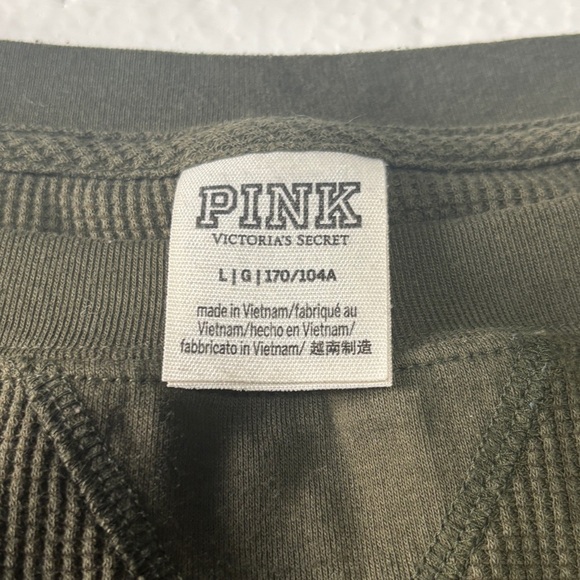 PINK
VICTORIA'S SECRET
L|G|170/104A
made in Vietnam/fabriqué au
Vietnam/hecho en Vietnam/
fabbricato in Vietnam/ 越南制造